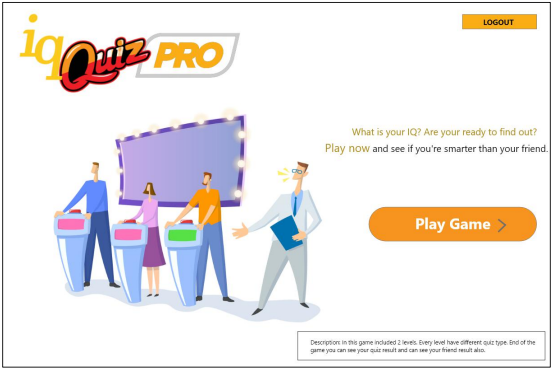 LOGOUT
iq Quiz PRO
What is your IQ? Are your ready to find out?
Play now and see if you're smarter than your friend.
Play Game
Description: In this game included 2 levels. Every level have different quiz type. End of the
game you can see your quiz result and can see your friend result also.